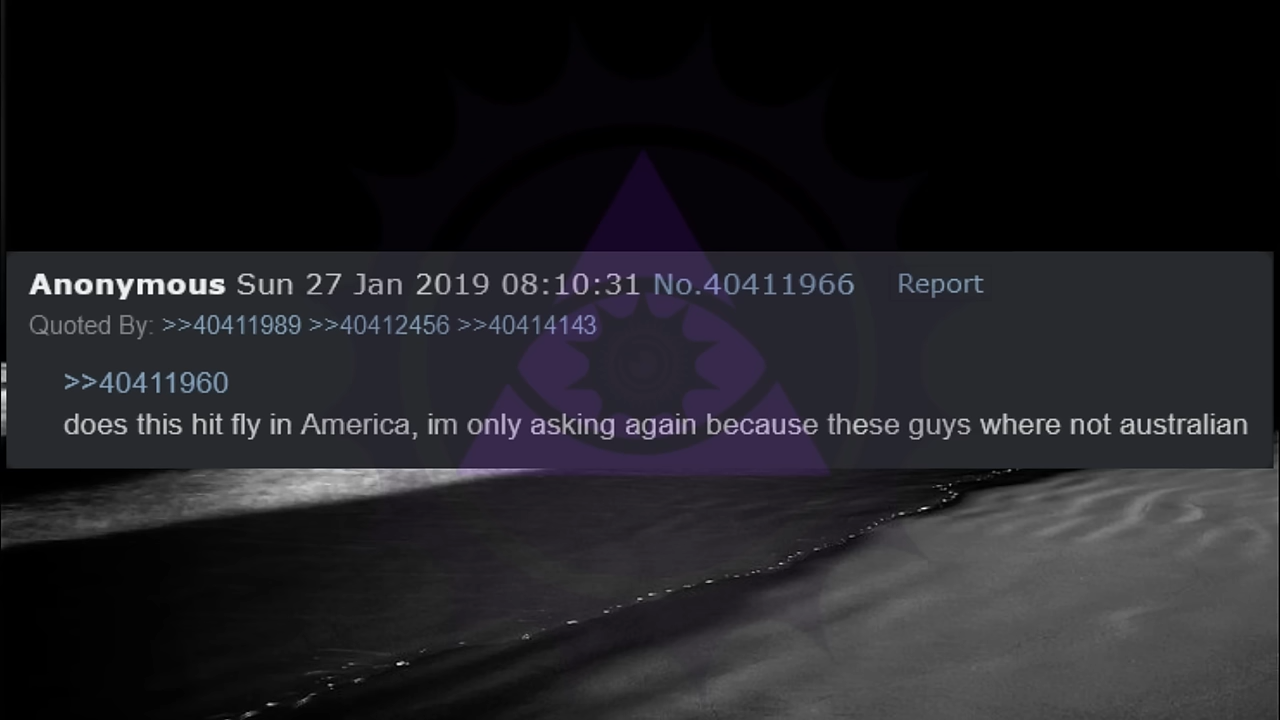 Anonymous Sun 27 Jan 2019 08:10:31 No.40411966 Report
Quoted By: >>40411989 >>40412456 >>40414143
>>40411960
does this hit fly in America, im only asking again because these guys where not australian